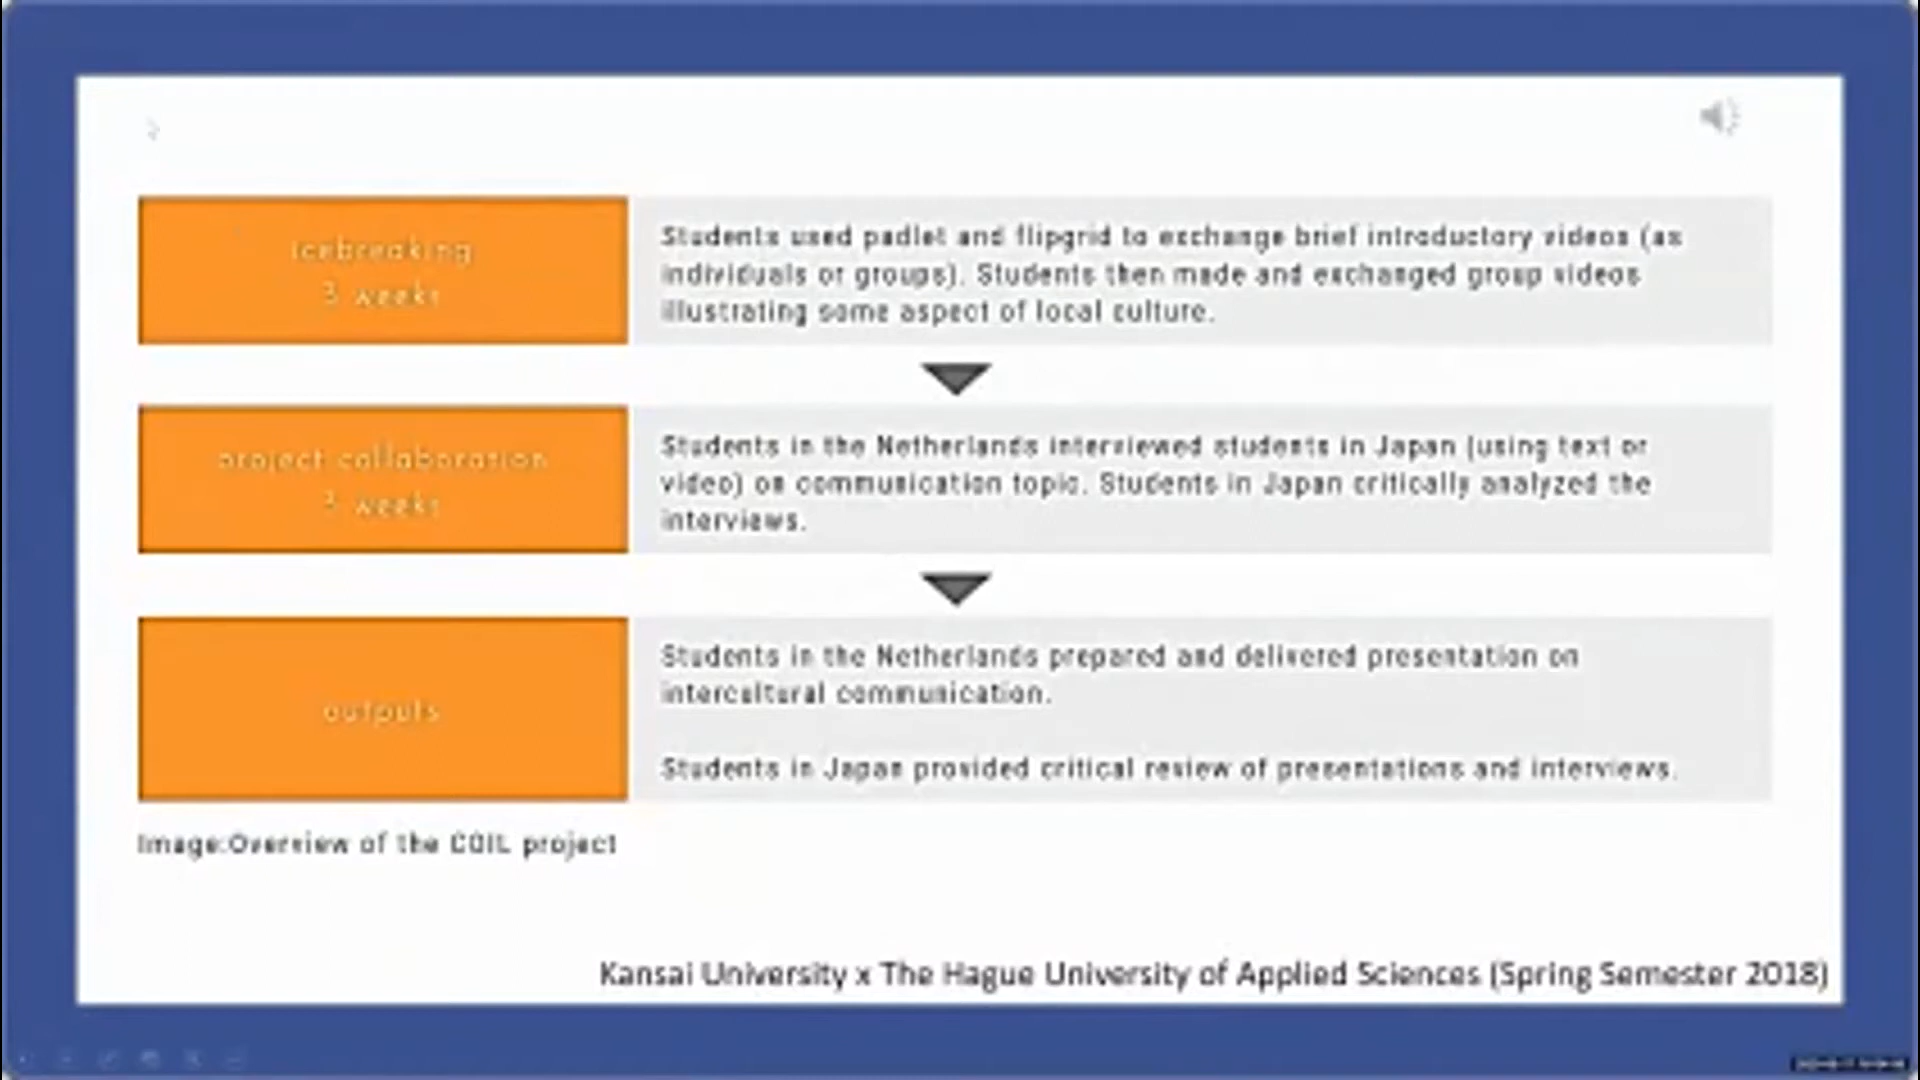 icebreaking
3 weeks
Students used padlet and flipgrid to exchange brief introductory videos (as
individuals or groups). Students then made and exchanged group videos
illustrating some aspect of local culture.
project collaboration
3 weeks
Students in the Netherlands interviewed students in Japan (using text or
video) on communication topic. Students in Japan critically analyzed the
interviews.
outputs
Students in the Netherlands prepared and delivered presentation on
intercultural communication.
Students in Japan provided critical review of presentations and interviews.
Image:Overview of the COIL project
Kansai University x The Hague University of Applied Sciences (Spring Semester 2018)